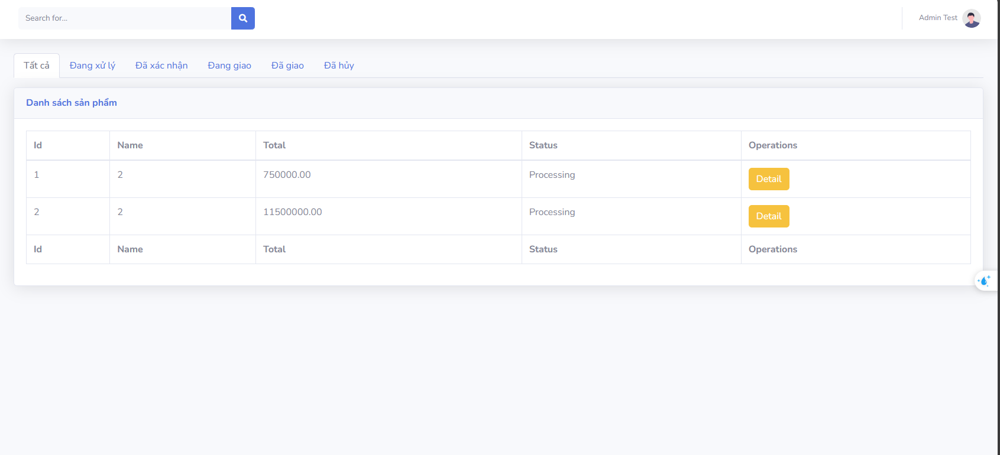 Search for...
Admin Test
Tất cả Đang xử lý Đã xác nhận Đang giao Đã giao Đã hủy
Danh sách sản phẩm
Id Name Total Status Operations
1 2 750000.00 Processing Detail
2 2 11500000.00 Processing Detail
Id Name Total Status Operations